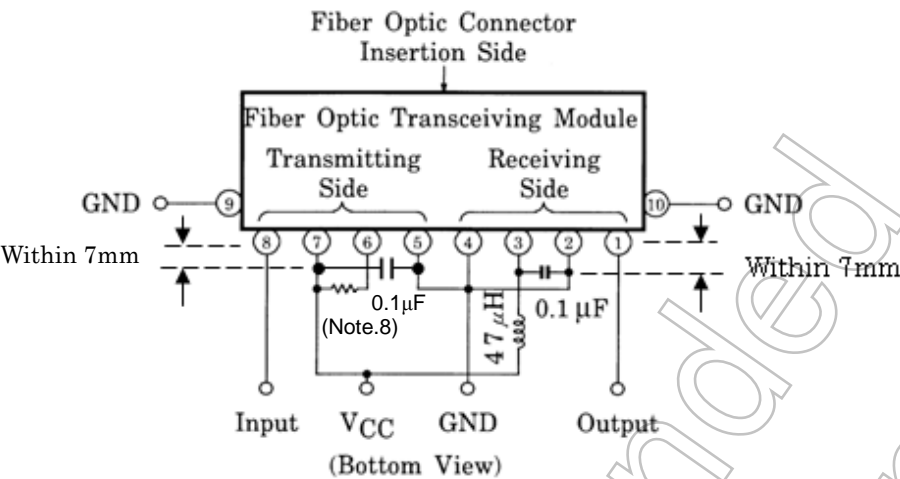 Fiber Optic Connector
Insertion Side
Fiber Optic Transceiving Module
Transmitting
Side
Receiving
Side
GND
9
10
GND
8
7
6
5
4
3
2
1
Within 7mm
Within 7mm
0.1μF
(Note.8)
47μH
0.1μF
Input
VCC
GND
Output
(Bottom View)
nded